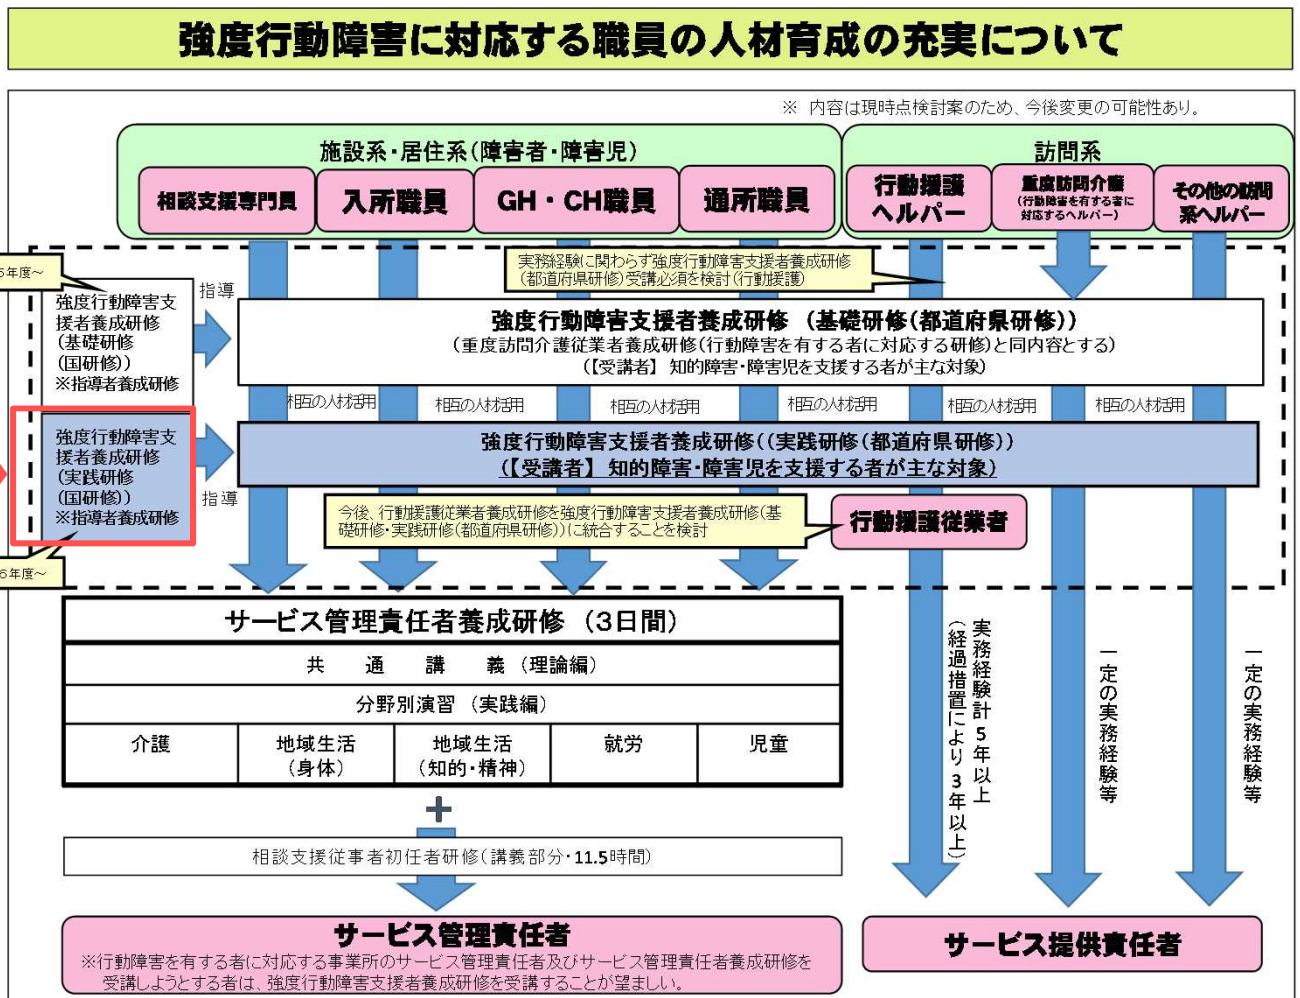 強度行動障害に対応する職員の人材育成の充実について
※ 内容は現時点検討案のため、今後変更の可能性あり。
施設系・居住系(障害者・障害児)
訪問系
相談支援専門員
入所職員
GH・CH職員
通所職員
行動援護
ヘルパー
重度訪問介護
(行動障害を有する者に
対応するヘルパー)
その他の訪問
系ヘルパー
5年度~
実務経験に関わらず強度行動障害支援者養成研修
(都道府県研修)受講必須を検討(行動援護)
強度行動障害支
援者養成研修
(基礎研修
(国研修))
※指導者養成研修
指導
強度行動障害支援者養成研修 (基礎研修(都道府県研修))
(重度訪問介護従業者養成研修(行動障害を有する者に対応する研修)と同内容とする)
(【受講者】 知的障害・障害児を支援する者が主な対象)
相互の人材活用
相互の人材活用
相互の人材活用
相互の人材活用
相互の人材活用
相互の人材活用
強度行動障害支
援者養成研修
(実践研修
(国研修))
※指導者養成研修
指導
強度行動障害支援者養成研修((実践研修(都道府県研修))
(【受講者】 知的障害・障害児を支援する者が主な対象)
今後、行動援護従業者養成研修を強度行動障害支援者養成研修(基
礎研修・実践研修(都道府県研修))に統合することを検討
行動援護従業者
6年度~
サービス管理責任者養成研修 (3日間)
共 通 講 義 (理論編)
分野別演習 (実践編)
介護
地域生活
(身体)
地域生活
(知的・精神)
就労
児童
+
相談支援従事者初任者研修(講義部分・11.5時間)
実務経験計5年以上
(経過措置により3年以上)
一定の実務経験等
一定の実務経験等
サービス管理責任者
※行動障害を有する者に対応する事業所のサービス管理責任者及びサービス管理責任者養成研修を
受講しようとする者は、強度行動障害支援者養成研修を受講することが望ましい。
サービス提供責任者